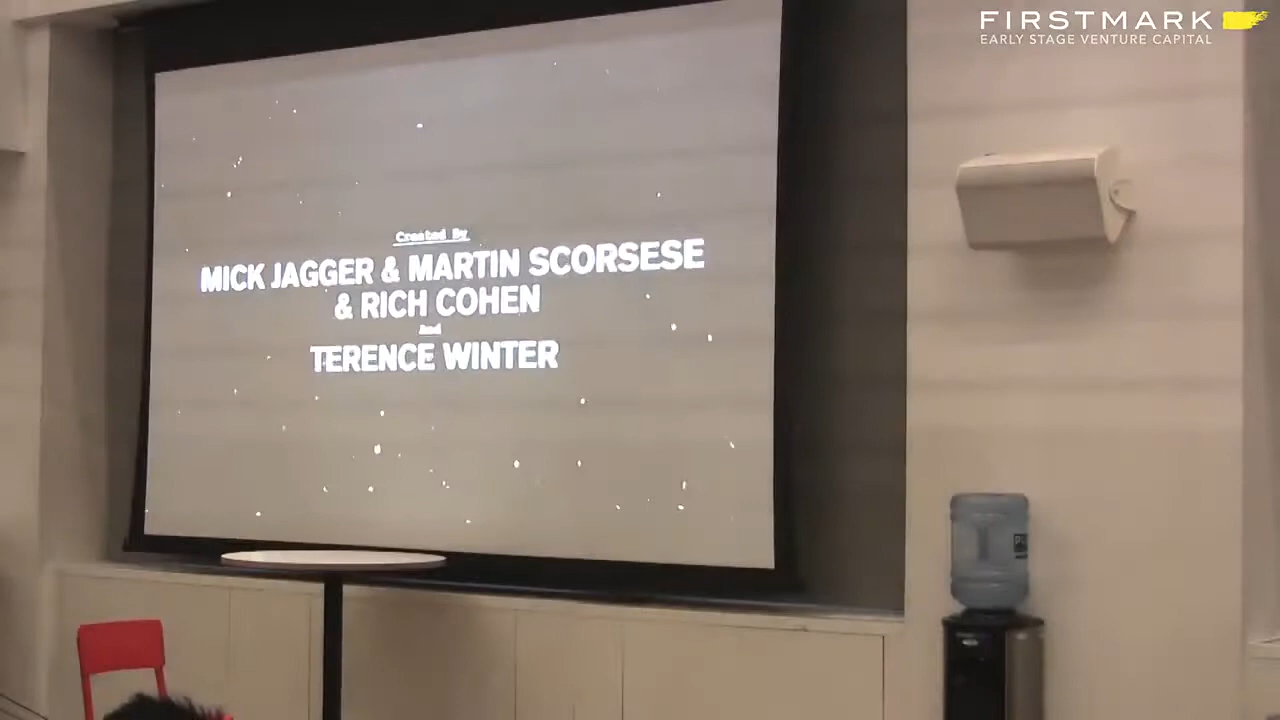 FIRSTMARK
EARLY STAGE VENTURE CAPITAL
Created By
MICK JAGGER & MARTIN SCORSESE
& RICH COHEN
And
TERENCE WINTER